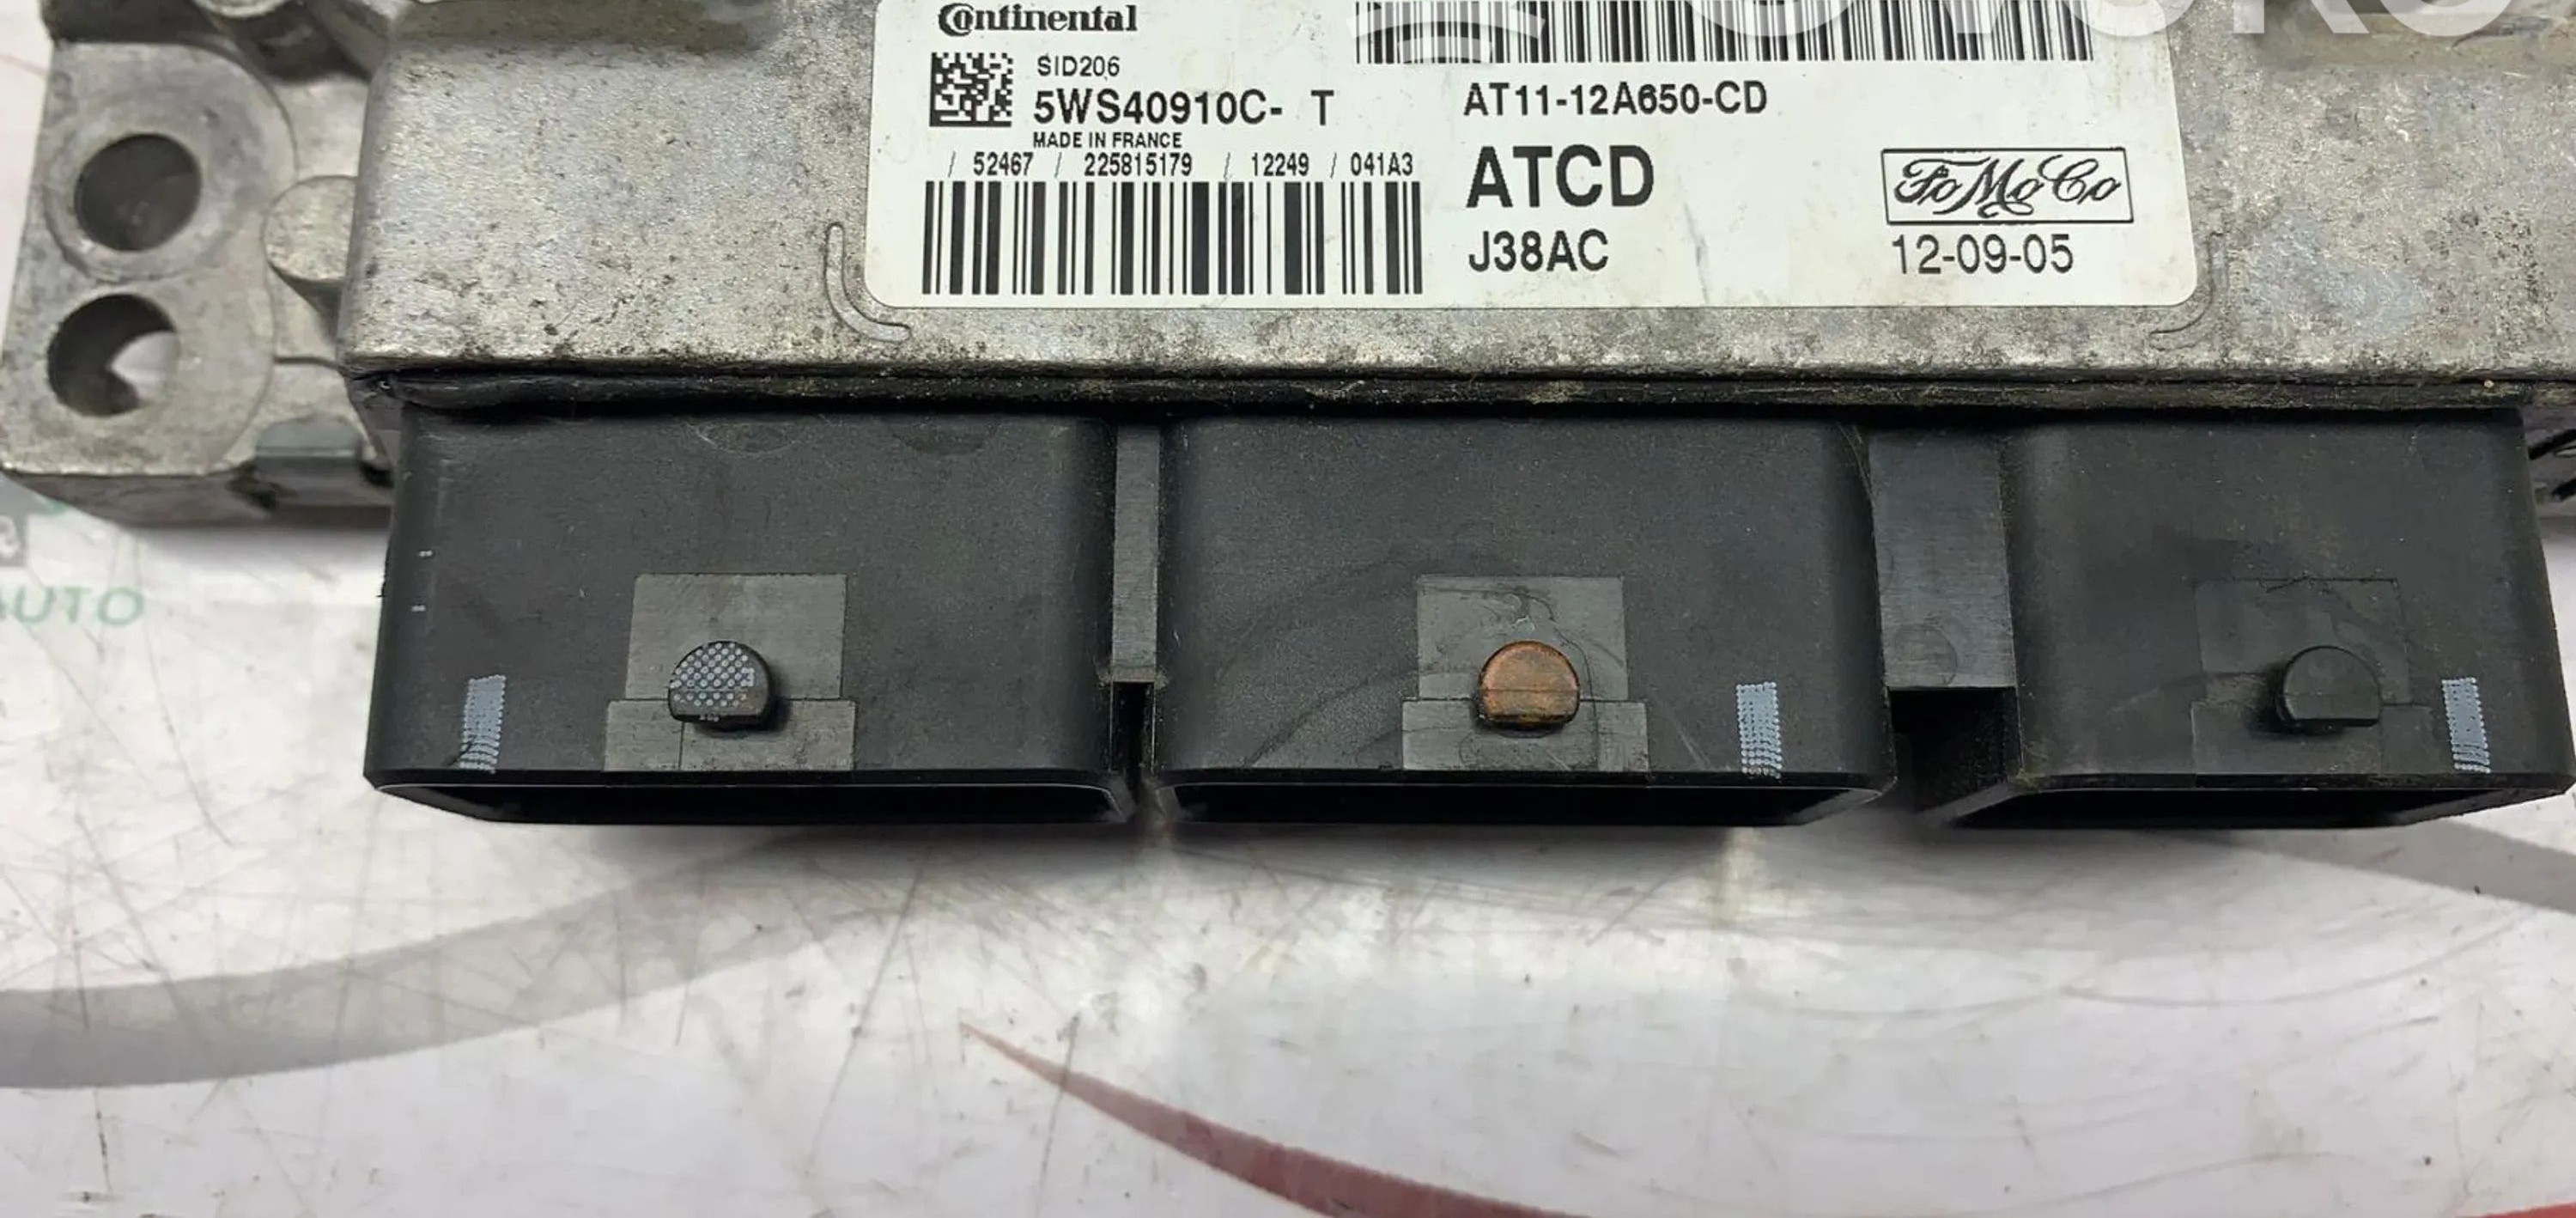 Continental
SID206
5WS40910C- T
MADE IN FRANCE
/ 52467 / 225815179 / 12249 / 041A3
AT11-12A650-CD
ATCD
J38AC
FoMoCo
12-09-05
AUTO